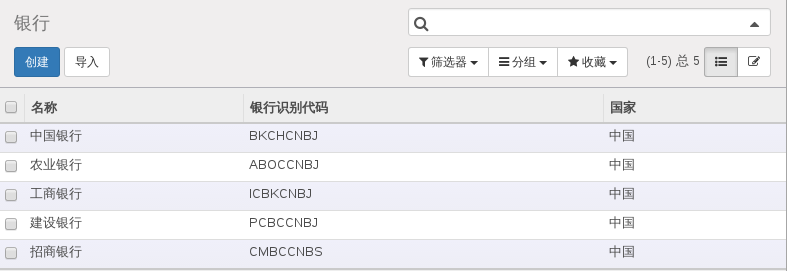 银行
创建 导入 筛选器 分组 收藏 (1-5) 总 5
名称 银行识别代码 国家
中国银行 BKCHCNBJ 中国
农业银行 ABOCCNBJ 中国
工商银行 ICBKCNBJ 中国
建设银行 PCBCCNBJ 中国
招商银行 CMBCCNBS 中国